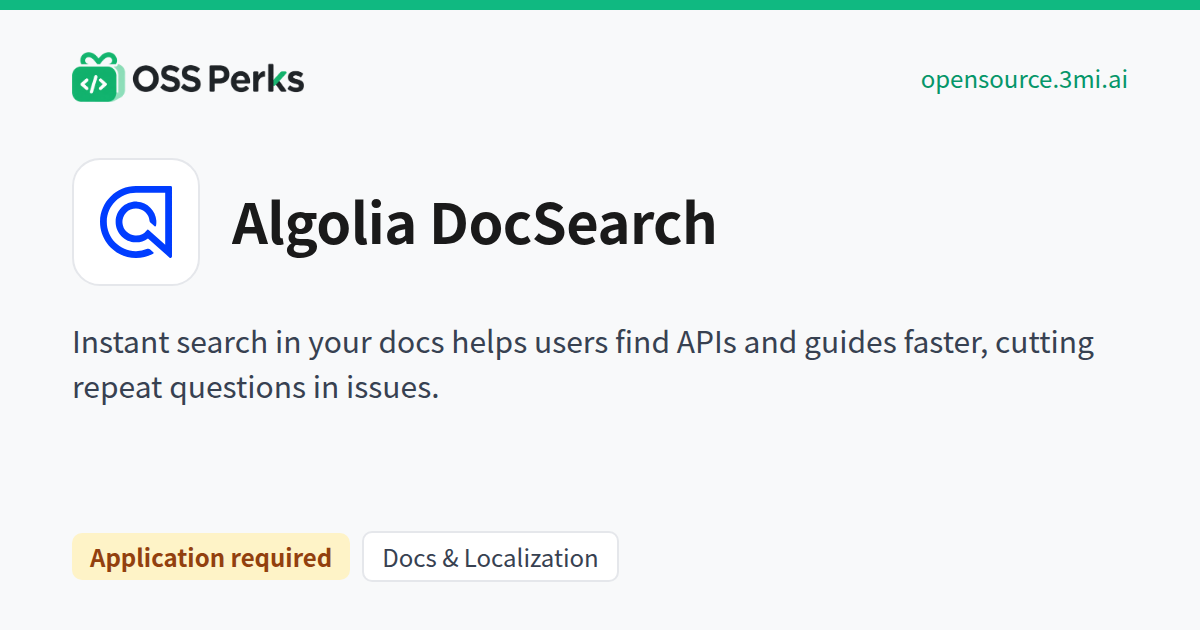 OSS Perks
opensource.3mi.ai
Algolia DocSearch
Instant search in your docs helps users find APIs and guides faster, cutting
repeat questions in issues.
Application required
Docs & Localization